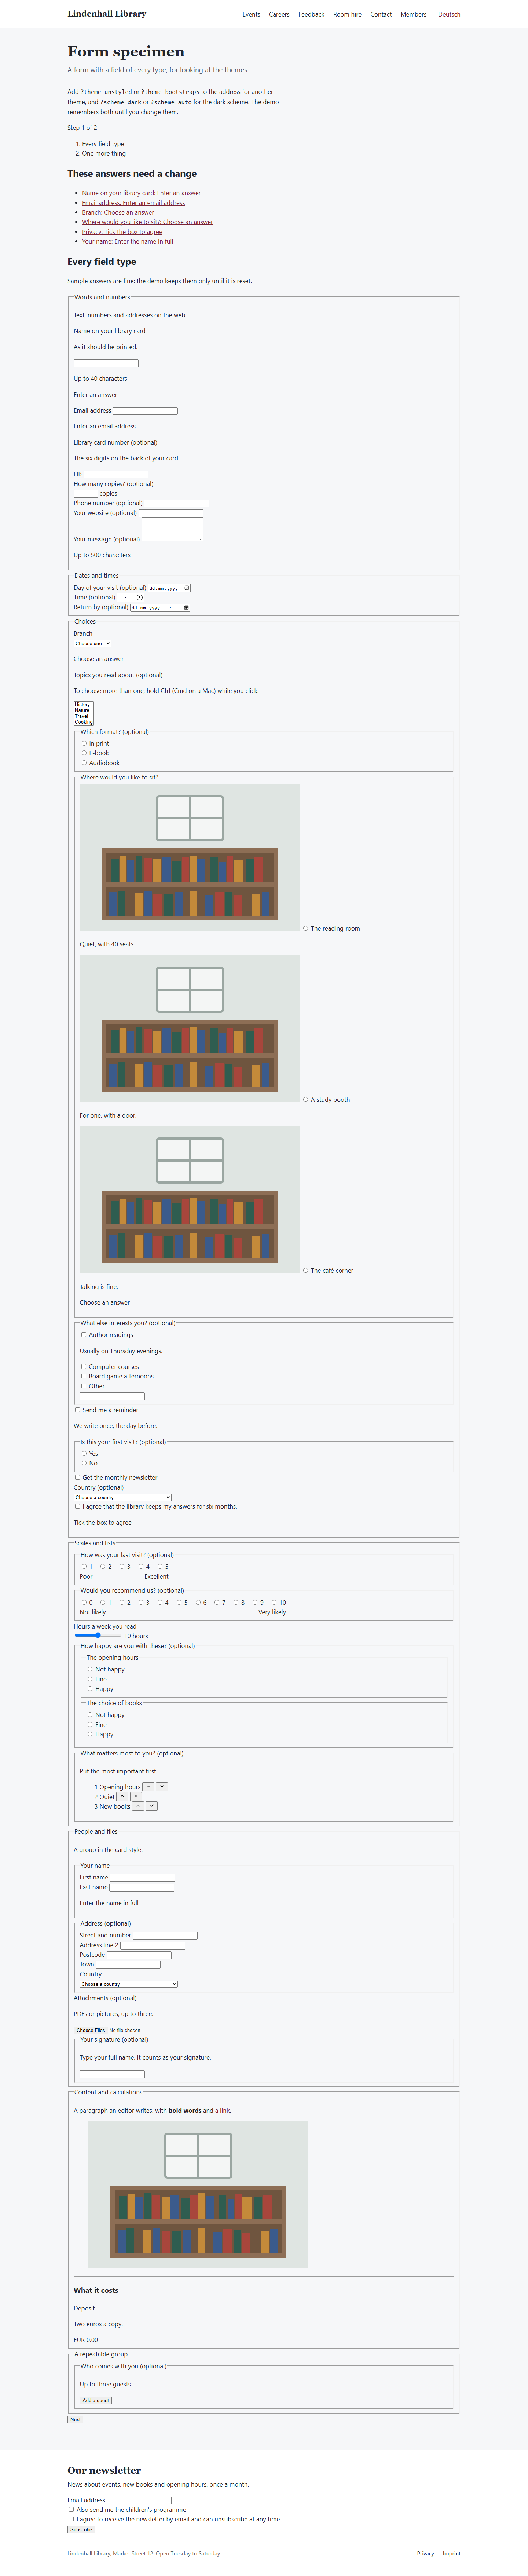 Lindenhall Library
Events Careers Feedback Room hire Contact Members Deutsch
Form specimen
A form with a field of every type, for looking at the themes.
Add ?theme=unstyled or ?theme=bootstrap5 to the address for another
theme, and ?scheme=dark or ?scheme=auto for the dark scheme. The demo
remembers both until you change them.
Step 1 of 2
1. Every field type
2. One more thing
These answers need a change
Name on your library card: Enter an answer
Email address: Enter an email address
Branch: Choose an answer
Where would you like to sit?: Choose an answer
Privacy: Tick the box to agree
Your name: Enter the name in full
Every field type
Sample answers are fine: the demo keeps them only until it is reset.
Words and numbers
Text, numbers and addresses on the web.
Name on your library card
As it should be printed.
Up to 40 characters
Enter an answer
Email address
Enter an email address
Library card number (optional)
The six digits on the back of your card.
LIB
How many copies? (optional)
copies
Phone number (optional)
Your website (optional)
Your message (optional)
Up to 500 characters
Dates and times
Day of your visit (optional) dd.mm.yyyy
Time (optional) --:--
Return by (optional) dd.mm.yyyy --:--
Choices
Branch
Choose one
Choose an answer
Topics you read about (optional)
To choose more than one, hold Ctrl (Cmd on a Mac) while you click.
History
Nature
Travel
Cooking
Which format? (optional)
In print
E-book
Audiobook
Where would you like to sit?
The reading room
Quiet, with 40 seats.
A study booth
For one, with a door.
The café corner
Talking is fine.
Choose an answer
What else interests you? (optional)
Author readings
Usually on Thursday evenings.
Computer courses
Board game afternoons
Other
Send me a reminder
We write once, the day before.
Is this your first visit? (optional)
Yes
No
Get the monthly newsletter
Country (optional)
Choose a country
I agree that the library keeps my answers for six months.
Tick the box to agree
Scales and lists
How was your last visit? (optional)
1 2 3 4 5
Poor Excellent
Would you recommend us? (optional)
0 1 2 3 4 5 6 7 8 9 10
Not likely Very likely
Hours a week you read
10 hours
How happy are you with these? (optional)
The opening hours
Not happy
Fine
Happy
The choice of books
Not happy
Fine
Happy
What matters most to you? (optional)
Put the most important first.
1 Opening hours
2 Quiet
3 New books
People and files
A group in the card style.
Your name
First name
Last name
Enter the name in full
Address (optional)
Street and number
Address line 2
Postcode
Town
Country
Choose a country
Attachments (optional)
PDFs or pictures, up to three.
Choose Files No file chosen
Your signature (optional)
Type your full name. It counts as your signature.
Content and calculations
A paragraph an editor writes, with bold words and a link.
What it costs
Deposit
Two euros a copy.
EUR 0.00
A repeatable group
Who comes with you (optional)
Up to three guests.
Add a guest
Next
Our newsletter
News about events, new books and opening hours, once a month.
Email address
Also send me the children's programme
I agree to receive the newsletter by email and can unsubscribe at any time.
Subscribe
Lindenhall Library, Market Street 12. Open Tuesday to Saturday.
Privacy Imprint